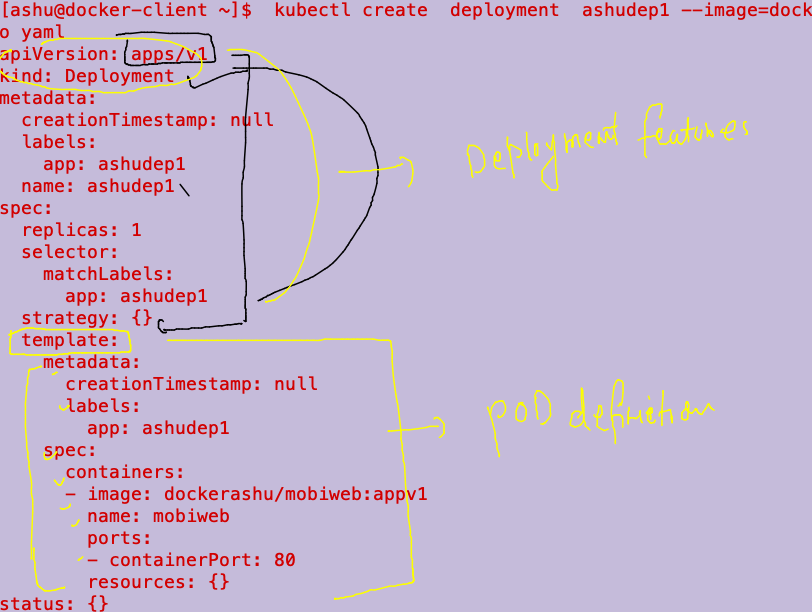 [ashu@docker-client ~]$  kubectl create  deployment  ashudep1 --image=dock
o yaml
apiVersion: apps/v1
kind: Deployment
metadata:
  creationTimestamp: null
  labels:
    app: ashudep1
  name: ashudep1
spec:
  replicas: 1
  selector:
    matchLabels:
      app: ashudep1
  strategy: {}
  template:
    metadata:
      creationTimestamp: null
      labels:
        app: ashudep1
    spec:
      containers:
      - image: dockerashu/mobiweb:appv1
        name: mobiweb
        ports:
        - containerPort: 80
        resources: {}
status: {}
Deployment features
POD definition